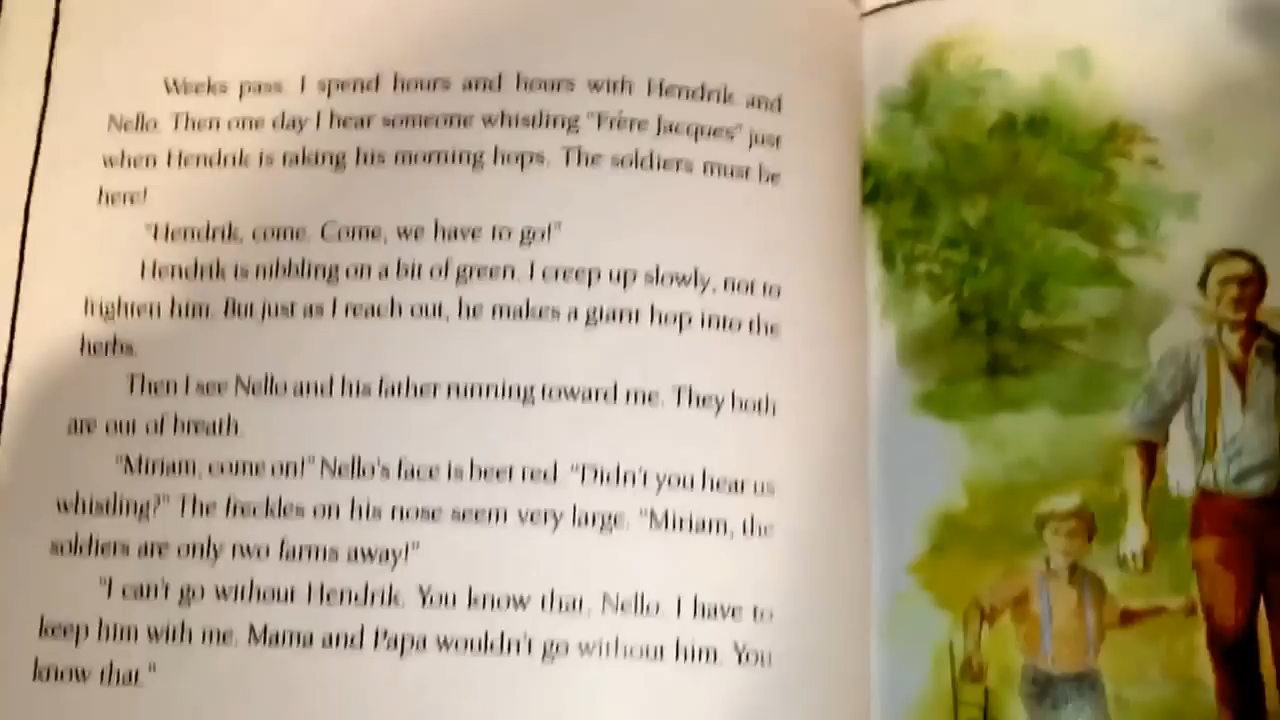 Weeks pass. I spend hours and hours with Hendrik and
Nello. Then one day I hear someone whistling "Frère Jacques" just
when Hendrik is taking his morning hops. The soldiers must be
here!
"Hendrik, come. Come, we have to go!"
Hendrik is nibbling on a bit of green. I creep up slowly, not to
frighten him. But just as I reach out, he makes a giant hop into the
herbs.
Then I see Nello and his father running toward me. They both
are out of breath.
"Miriam, come on!" Nello's face is beet red. "Didn't you hear us
whistling?" The freckles on his nose seem very large. "Miriam, the
soldiers are only two farms away!"
"I can't go without Hendrik. You know that, Nello. I have to
keep him with me. Mama and Papa wouldn't go without him. You
know that."